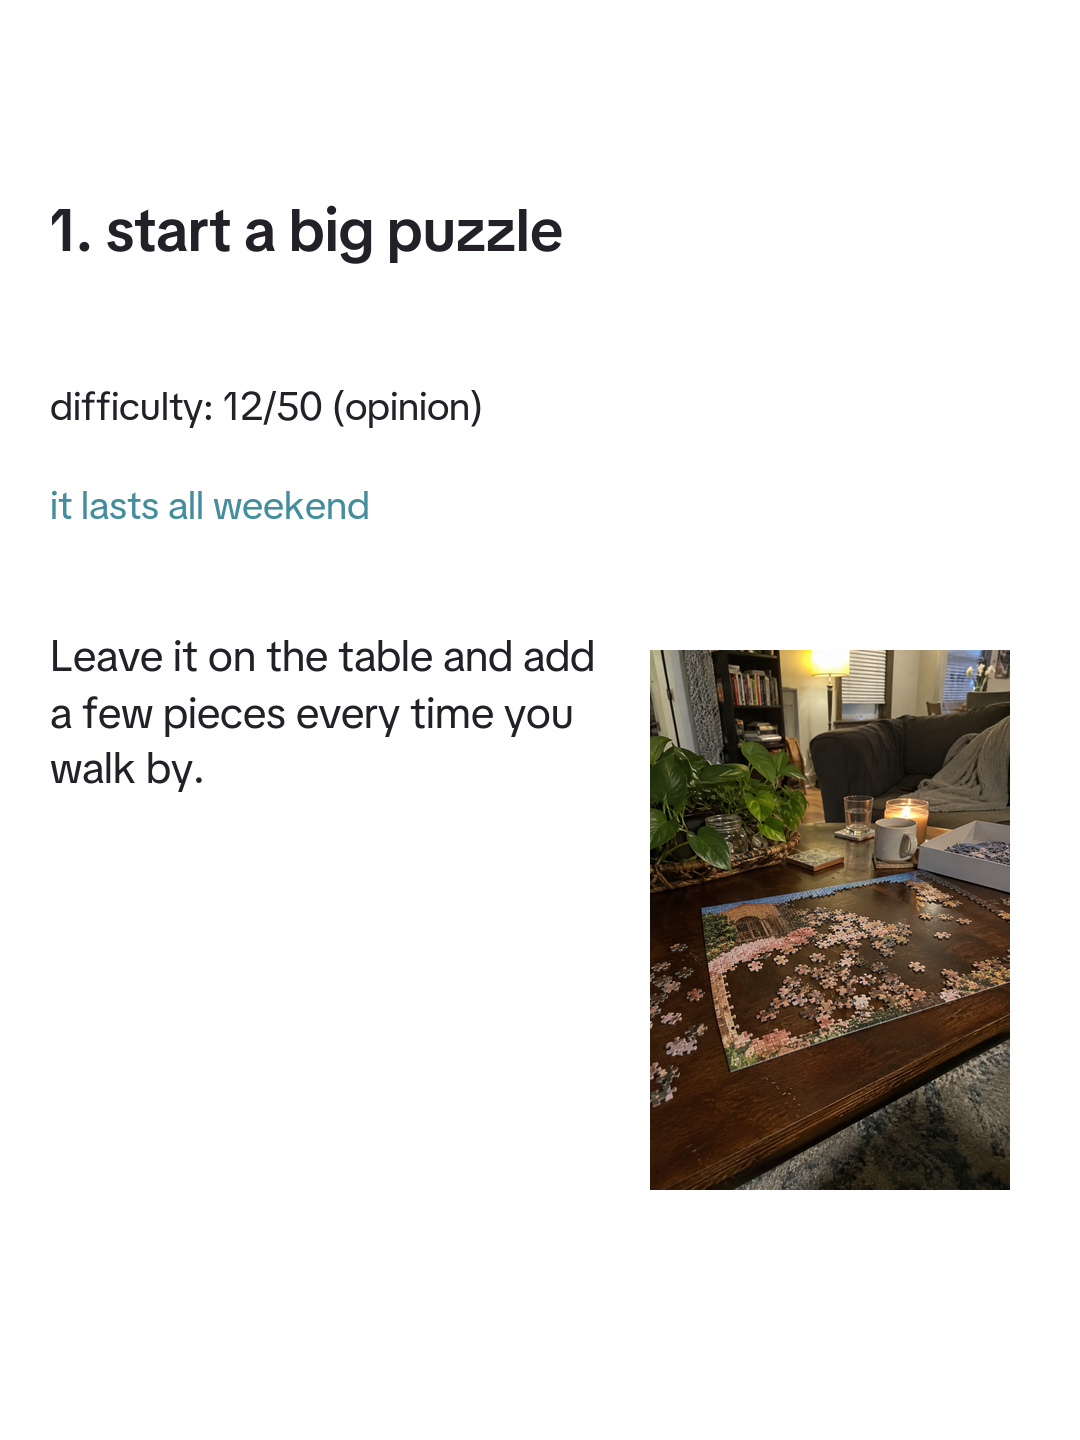 1. start a big puzzle
difficulty: 12/50 (opinion)
it lasts all weekend
Leave it on the table and add
a few pieces every time you
walk by.